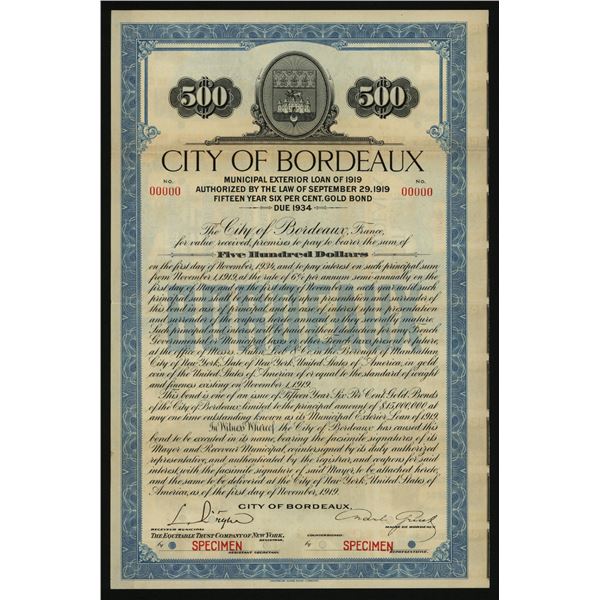 500 500
CITY OF BORDEAUX
MUNICIPAL EXTERIOR LOAN OF 1919
NO. 00000 AUTHORIZED BY THE LAW OF SEPTEMBER 29, 1919 NO. 00000
FIFTEEN YEAR SIX PER CENT. GOLD BOND
DUE 1934
The City of Bordeaux, France,
for value received, promises to pay to bearer the sum of
Five Hundred Dollars
on the first day of November, 1934, and to pay interest on such principal sum
from November 1, 1919, at the rate of 6% per annum semi-annually on the
first day of May and on the first day of November in each year until such
principal sum shall be paid, but only upon presentation and surrender of
this bond in case of principal, and in case of interest upon presentation
and surrender of the coupons hereto annexed as they severally mature.
Such principal and interest will be paid without deduction for any French
Governmental or Municipal taxes or other French taxes, present or future,
at the office of Messrs. Kuhn, Loeb & Co., in the Borough of Manhattan,
City of New York, State of New York, United States of America, in gold
coin of the United States of America of or equal to the standard of weight
and fineness existing on November 1, 1919.
This bond is one of an issue of Fifteen Year Six Per Cent. Gold Bonds
of the City of Bordeaux limited to the principal amount of $15,000,000 at
any one time outstanding known as its Municipal Exterior Loan of 1919.
In Witness Whereof the City of Bordeaux has caused this
bond to be executed in its name, bearing the facsimile signatures of its
Mayor and Receveur Municipal, countersigned by its duly authorized
representative, and authenticated by the registrar, and coupons for said
interest, with the facsimile signature of said Mayor, to be attached hereto,
and the same to be delivered at the City of New York, United States of
America, as of the first day of November, 1919.
CITY OF BORDEAUX,
RECEVEUR MUNICIPAL MAIRE DE BORDEAUX
THE EQUITABLE TRUST COMPANY OF NEW YORK, COUNTERSIGNED:
REGISTRAR,
By SPECIMEN By SPECIMEN
ASSISTANT SECRETARY REPRESENTATIVE.